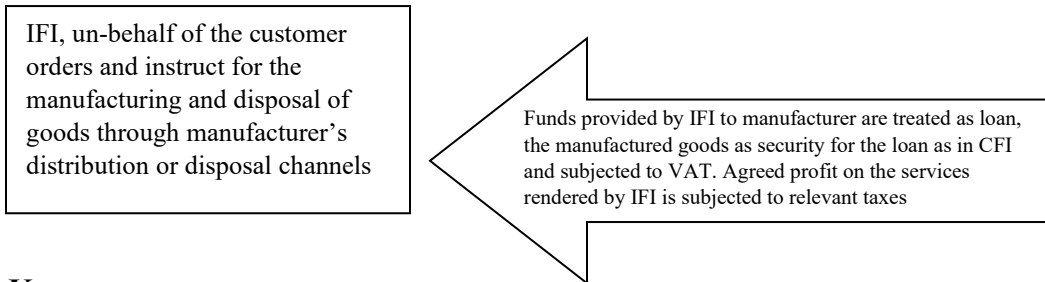 IFI, un-behalf of the customer
orders and instruct for the
manufacturing and disposal of
goods through manufacturer's
distribution or disposal channels
Funds provided by IFI to manufacturer are treated as loan,
the manufactured goods as security for the loan as in CFI
and subjected to VAT. Agreed profit on the services
rendered by IFI is subjected to relevant taxes